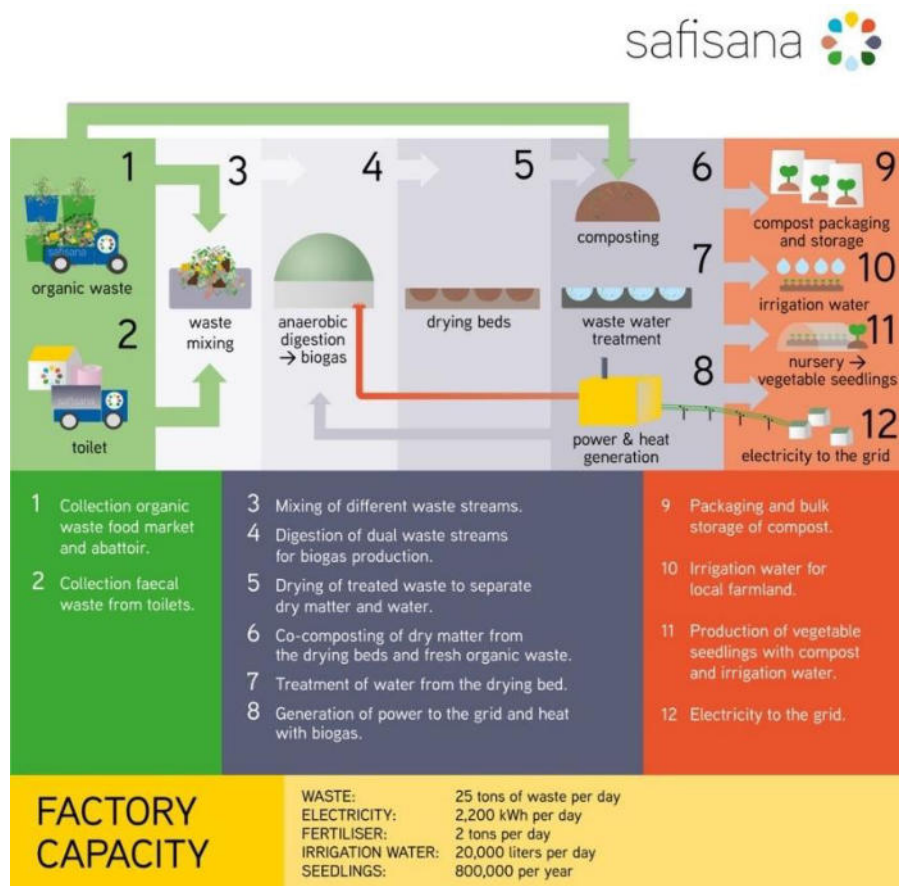 safisana
1
organic waste
safisana
2
toilet
safisana
3
waste
mixing
4
anaerobic
digestion
→ biogas
5
drying beds
6
composting
7
waste water
treatment
8
power & heat
generation
9
compost packaging
and storage
10
irrigation water
11
nursery →
vegetable seedlings
12
electricity to the grid
1 Collection organic
waste food market
and abattoir.
2 Collection faecal
waste from toilets.
3 Mixing of different waste streams.
4 Digestion of dual waste streams
for biogas production.
5 Drying of treated waste to separate
dry matter and water.
6 Co-composting of dry matter from
the drying beds and fresh organic waste.
7 Treatment of water from the drying bed.
8 Generation of power to the grid and heat
with biogas.
9 Packaging and bulk
storage of compost.
10 Irrigation water for
local farmland.
11 Production of vegetable
seedlings with compost
and irrigation water.
12 Electricity to the grid.
FACTORY
CAPACITY
WASTE: 25 tons of waste per day
ELECTRICITY: 2,200 kWh per day
FERTILISER: 2 tons per day
IRRIGATION WATER: 20,000 liters per day
SEEDLINGS: 800,000 per year